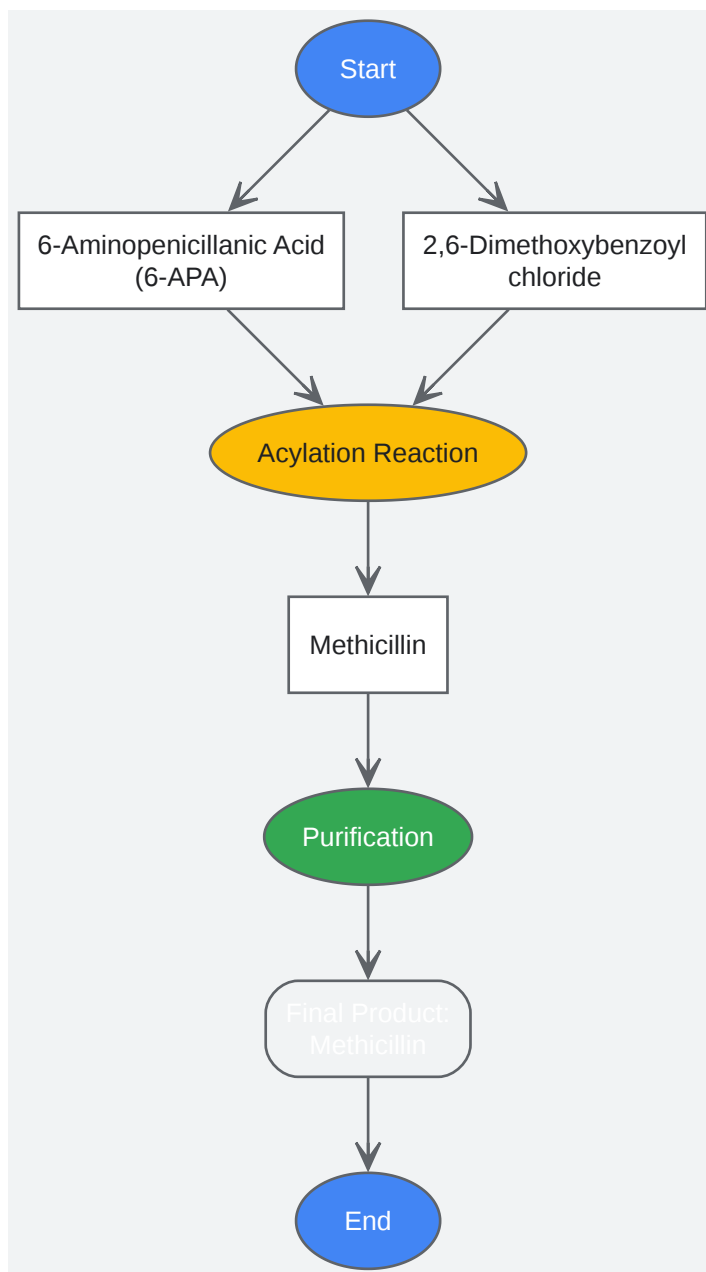 Start
6-Aminopenicillanic Acid
(6-APA)
2,6-Dimethoxybenzoyl
chloride
Acylation Reaction
Methicillin
Purification
Final Product:
Methicillin
End